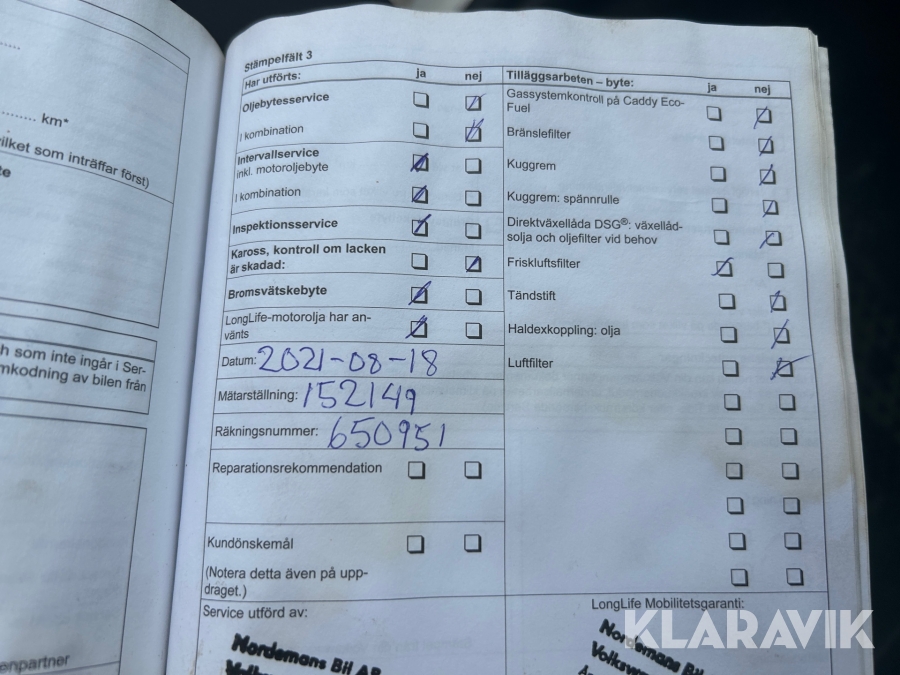 km*
ilket som inträffar först)
h som inte ingår i Ser-
mkodning av bilen från
enpartner
Stämpelfält 3
Har utförts: ja nej
Oljebytesservice
I kombination
Intervallservice
inkl. motoroljebyte
I kombination
Inspektionsservice
Kaross, kontroll om lacken
är skadad:
Bromsvätskebyte
LongLife-motorolja har an-
vänts
Datum: 2021-08-18
Mätarställning: 152149
Räkningsnummer: 650951
Reparationsrekommendation
Kundönskemål
(Notera detta även på upp-
draget.)
Service utförd av:
Nordemans Bil AB
Volks
Tilläggsarbeten – byte: ja nej
Gassystemkontroll på Caddy Eco-
Fuel
Bränslefilter
Kuggrem
Kuggrem: spännrulle
Direktväxellåda DSG®: växellåd-
solja och oljefilter vid behov
Friskluftsfilter
Tändstift
Haldexkoppling: olja
Luftfilter
LongLife Mobilitetsgaranti:
Nordemans Bil
Volksw
KLARAVIK